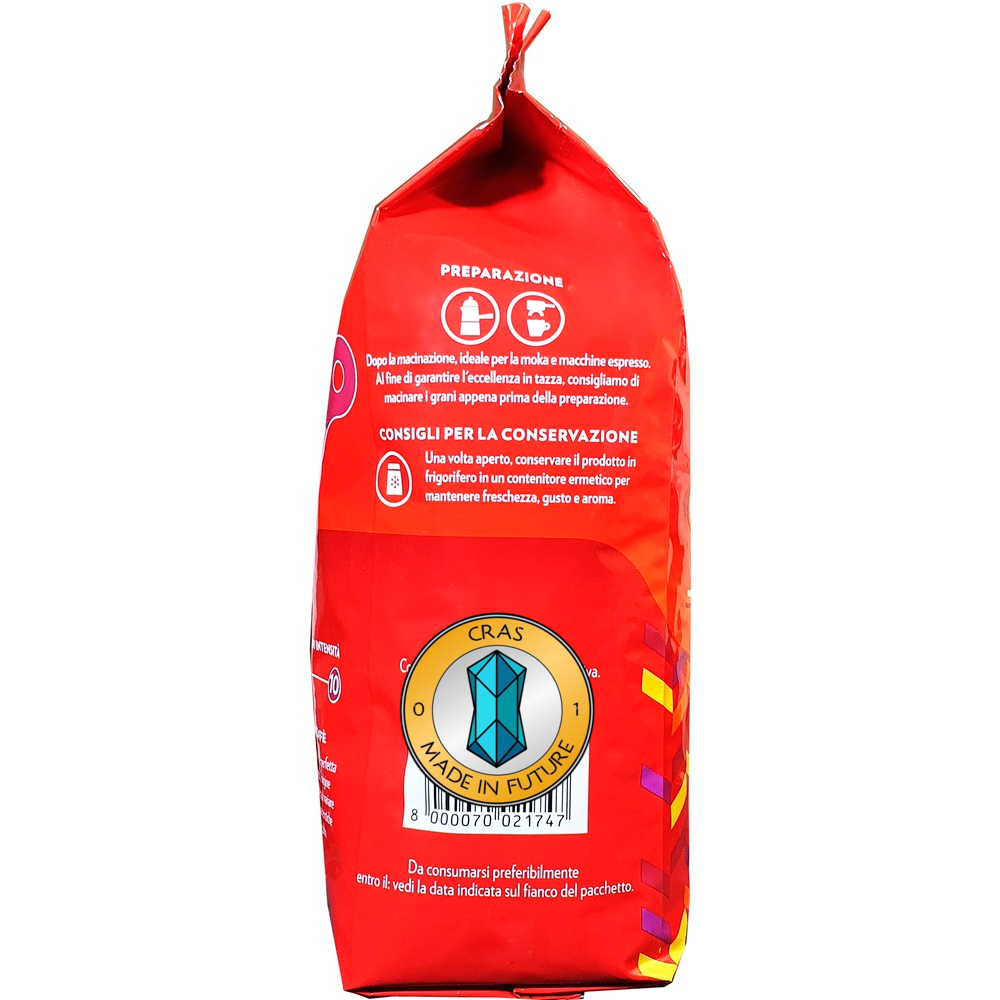 PREPARAZIONE
Dopo la macinazione, ideale per la moka e macchine espresso.
Al fine di garantire l'eccellenza in tazza, consigliamo di
macinare i grani appena prima della preparazione.
CONSIGLI PER LA CONSERVAZIONE
Una volta aperto, conservare il prodotto in
frigorifero in un contenitore ermetico per
mantenere freschezza, gusto e aroma.
INTENSITÀ
10
CRAS
0 1
MADE IN FUTURE
8 000070 021747
Da consumarsi preferibilmente
entro il: vedi la data indicata sul fianco del pacchetto.